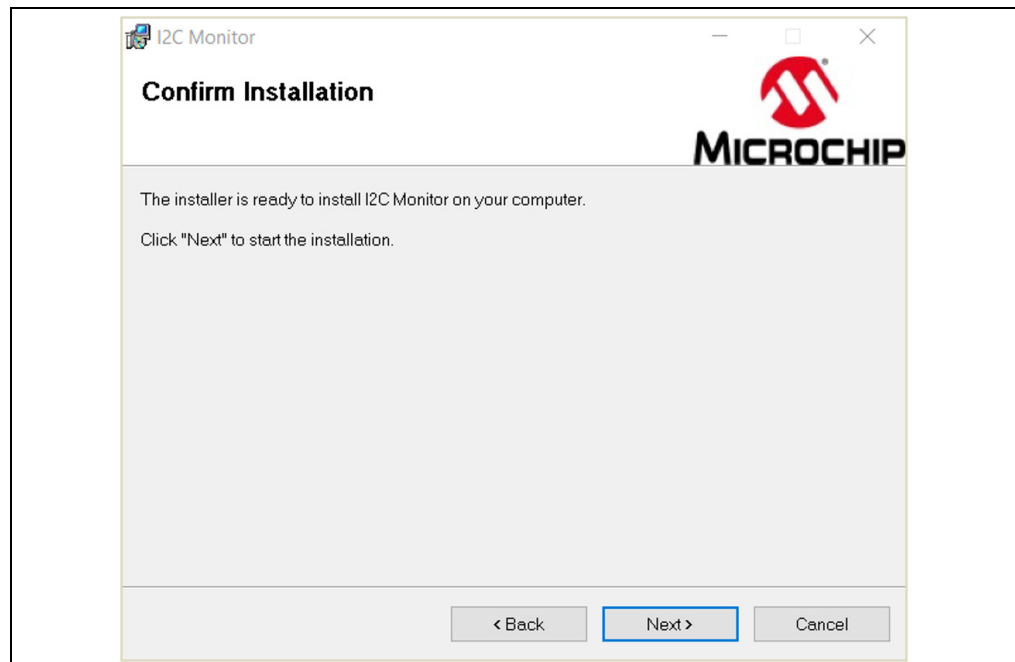 I2C Monitor
Confirm Installation
MICROCHIP
The installer is ready to install I2C Monitor on your computer.
Click "Next" to start the installation.
< Back
Next >
Cancel